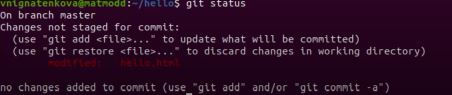 vnignatenkova@matmodd:~/hello$ git status
On branch master
Changes not staged for commit:
  (use "git add <file>..." to update what will be committed)
  (use "git restore <file>..." to discard changes in working directory)
        modified:   hello.html

no changes added to commit (use "git add" and/or "git commit -a")